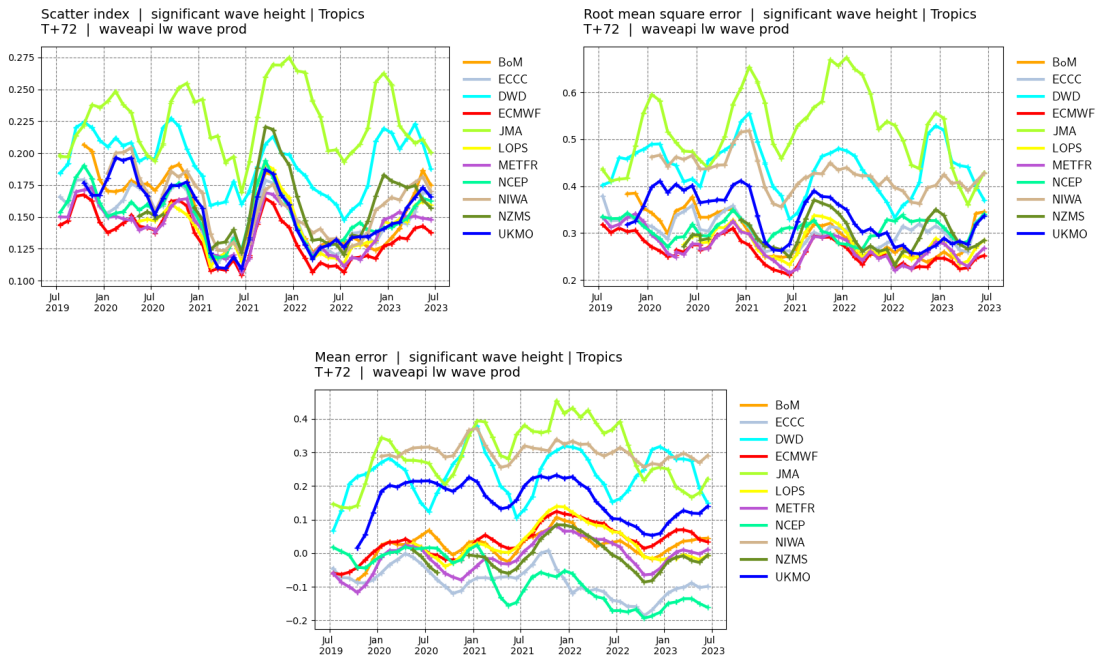 Scatter index | significant wave height | Tropics
T+72 | waveapi lw wave prod
0.275
0.250
0.225
0.200
0.175
0.150
0.125
0.100
Jul 2019
Jan 2020
Jul 2020
Jan 2021
Jul 2021
Jan 2022
Jul 2022
Jan 2023
Jul 2023
BoM
ECCC
DWD
ECMWF
JMA
LOPS
METFR
NCEP
NIWA
NZMS
UKMO
Root mean square error | significant wave height | Tropics
T+72 | waveapi lw wave prod
0.6
0.5
0.4
0.3
0.2
Jul 2019
Jan 2020
Jul 2020
Jan 2021
Jul 2021
Jan 2022
Jul 2022
Jan 2023
Jul 2023
BoM
ECCC
DWD
ECMWF
JMA
LOPS
METFR
NCEP
NIWA
NZMS
UKMO
Mean error | significant wave height | Tropics
T+72 | waveapi lw wave prod
0.4
0.3
0.2
0.1
0.0
−0.1
−0.2
Jul 2019
Jan 2020
Jul 2020
Jan 2021
Jul 2021
Jan 2022
Jul 2022
Jan 2023
Jul 2023
BoM
ECCC
DWD
ECMWF
JMA
LOPS
METFR
NCEP
NIWA
NZMS
UKMO